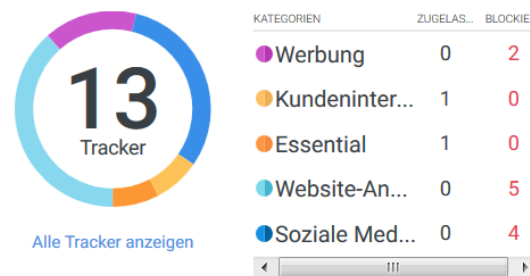 13
Tracker
Alle Tracker anzeigen
KATEGORIEN ZUGELAS... BLOCKIE
Werbung 0 2
Kundeninter... 1 0
Essential 1 0
Website-An... 0 5
Soziale Med... 0 4